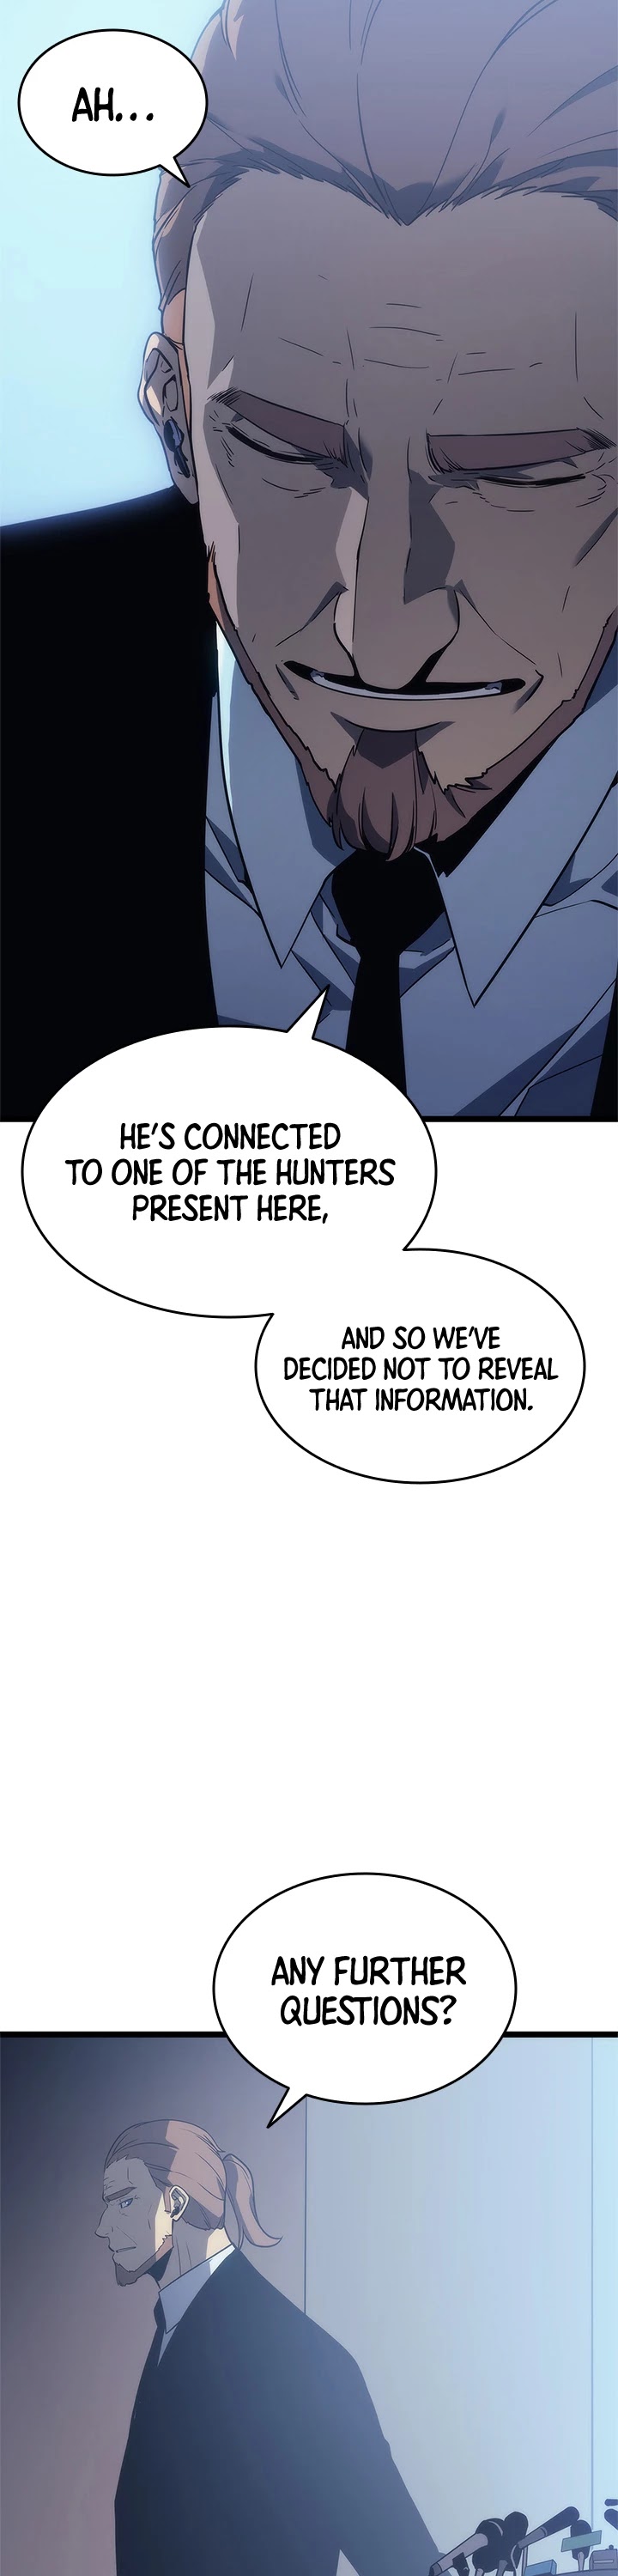 AH...
HE'S CONNECTED
TO ONE OF THE HUNTERS
PRESENT HERE,
AND SO WE'VE
DECIDED NOT TO REVEAL
THAT INFORMATION.
ANY FURTHER
QUESTIONS?